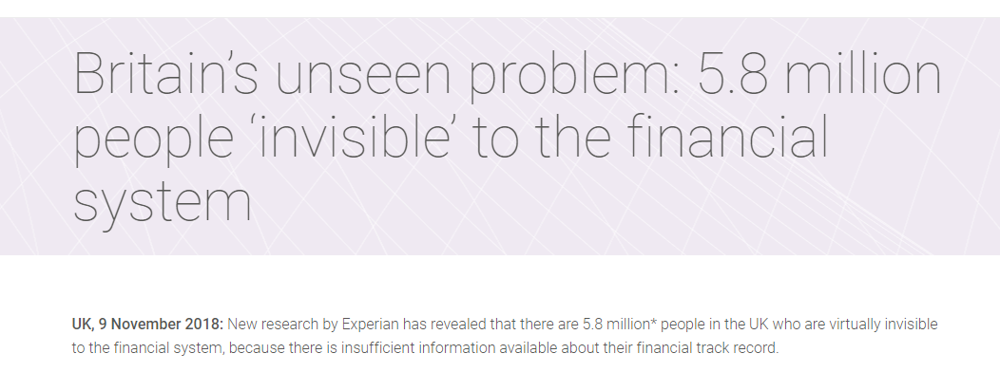 Britain’s unseen problem: 5.8 million
people ‘invisible’ to the financial
system
UK, 9 November 2018: New research by Experian has revealed that there are 5.8 million* people in the UK who are virtually invisible
to the financial system, because there is insufficient information available about their financial track record.